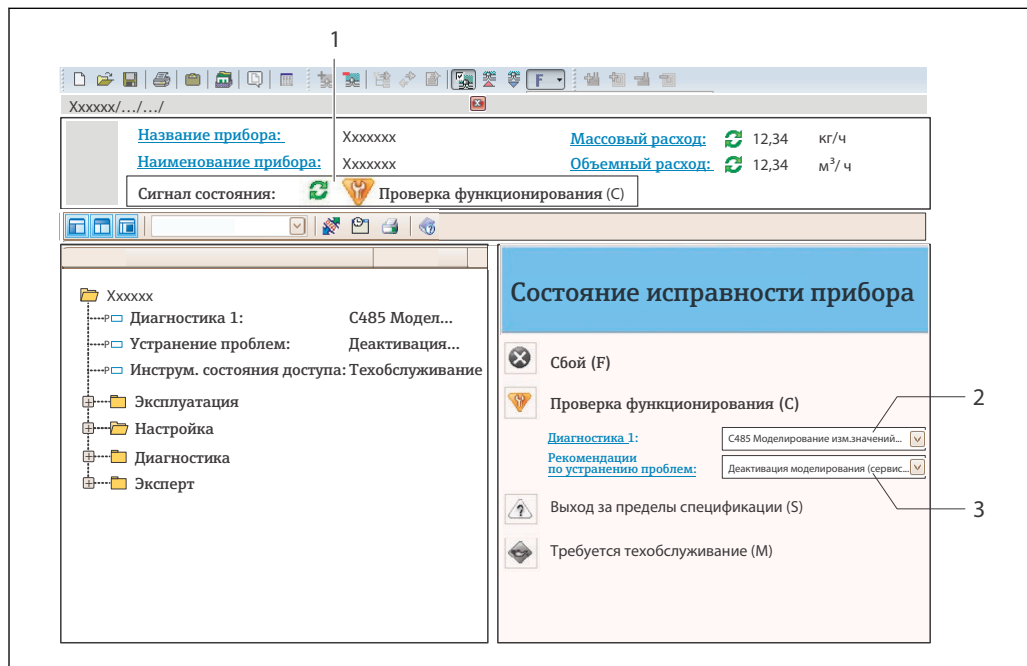 1
F
Xxxxxx/.../.../
Название прибора: Xxxxxxx Массовый расход: 12,34 кг/ч
Наименование прибора: Xxxxxxx Объемный расход: 12,34 м³/ ч
Сигнал состояния: Проверка функционирования (C)
Xxxxxx
P Диагностика 1: C485 Модел...
P Устранение проблем: Деактивация...
P Инструм. состояния доступа: Техобслуживание
Эксплуатация
Настройка
Диагностика
Эксперт
Состояние исправности прибора
Сбой (F)
Проверка функционирования (C)
2
Диагностика 1: C485 Моделирование изм.значений...
Рекомендации
по устранению проблем: Деактивация моделирования (сервис...
3
Выход за пределы спецификации (S)
Требуется техобслуживание (M)